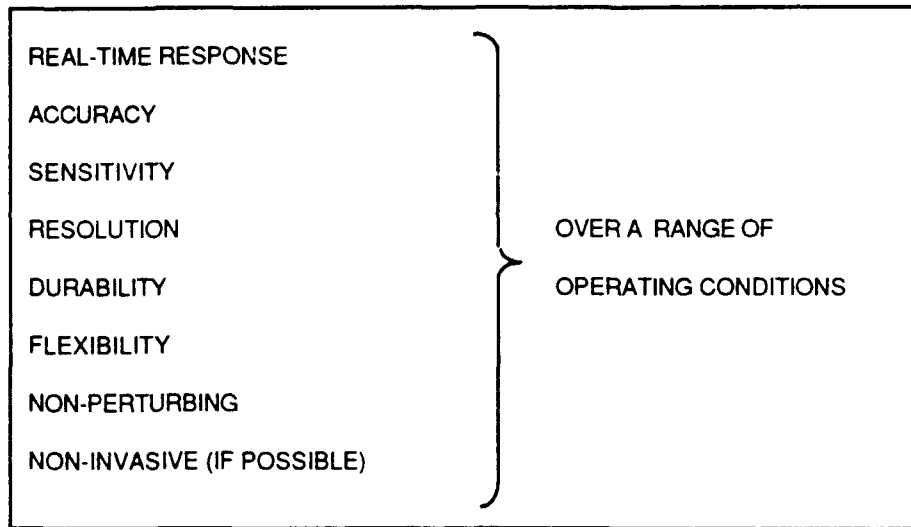 REAL-TIME RESPONSE
ACCURACY
SENSITIVITY
RESOLUTION
DURABILITY
FLEXIBILITY
NON-PERTURBING
NON-INVASIVE (IF POSSIBLE)
OVER A RANGE OF
OPERATING CONDITIONS